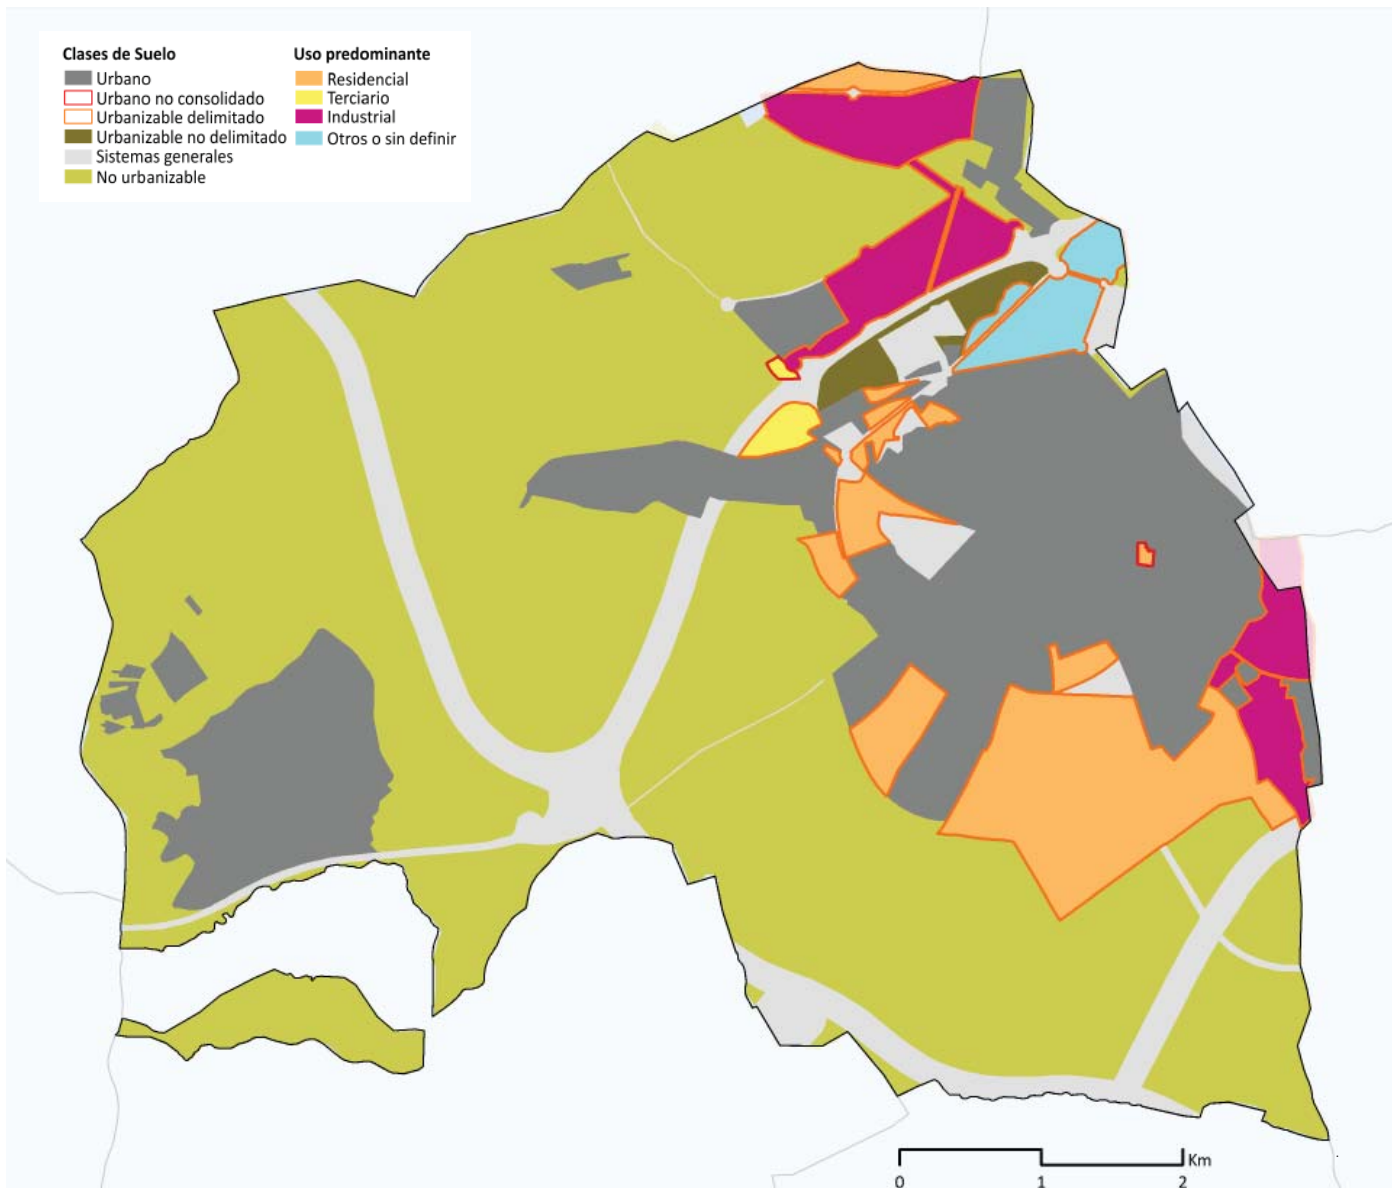 Clases de Suelo
Urbano
Urbano no consolidado
Urbanizable delimitado
Urbanizable no delimitado
Sistemas generales
No urbanizable
Uso predominante
Residencial
Terciario
Industrial
Otros o sin definir
Km
0 1 2